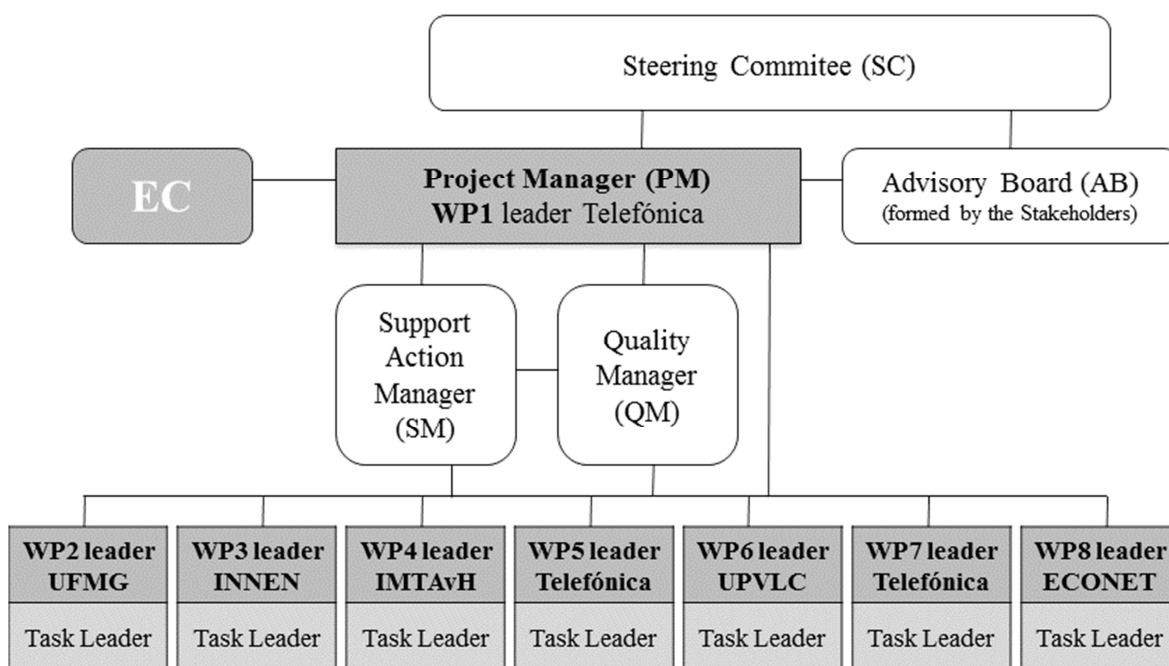 Steering Commitee (SC)
EC
Project Manager (PM)
WP1 leader Telefónica
Advisory Board (AB)
(formed by the Stakeholders)
Support
Action
Manager
(SM)
Quality
Manager
(QM)
WP2 leader
UFMG
WP3 leader
INNEN
WP4 leader
IMTAvH
WP5 leader
Telefónica
WP6 leader
UPVLC
WP7 leader
Telefónica
WP8 leader
ECONET
Task Leader
Task Leader
Task Leader
Task Leader
Task Leader
Task Leader
Task Leader